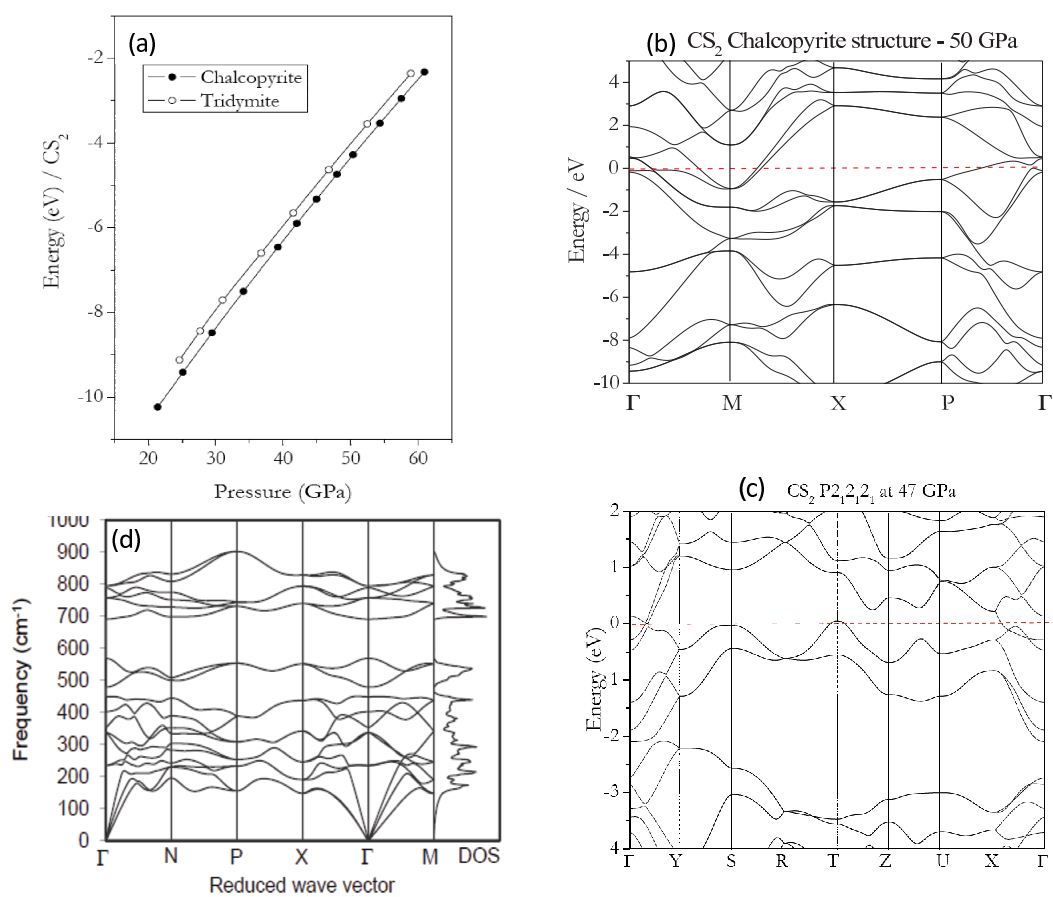 (a)
Chalcopyrite
Tridymite
-2
-4
-6
-8
-10
Energy (eV) / CS2
20 30 40 50 60
Pressure (GPa)
(b) CS2 Chalcopyrite structure - 50 GPa
4
2
0
-2
-4
-6
-8
-10
Energy / eV
Γ M X P Γ
(d)
1000
900
800
700
600
500
400
300
200
100
0
Frequency (cm-1)
Γ N P X Γ M DOS
Reduced wave vector
(c) CS2 P212121 at 47 GPa
2
1
0
1
-2
-3
4
Energy (eV)
Γ Y S R T Z U X Γ